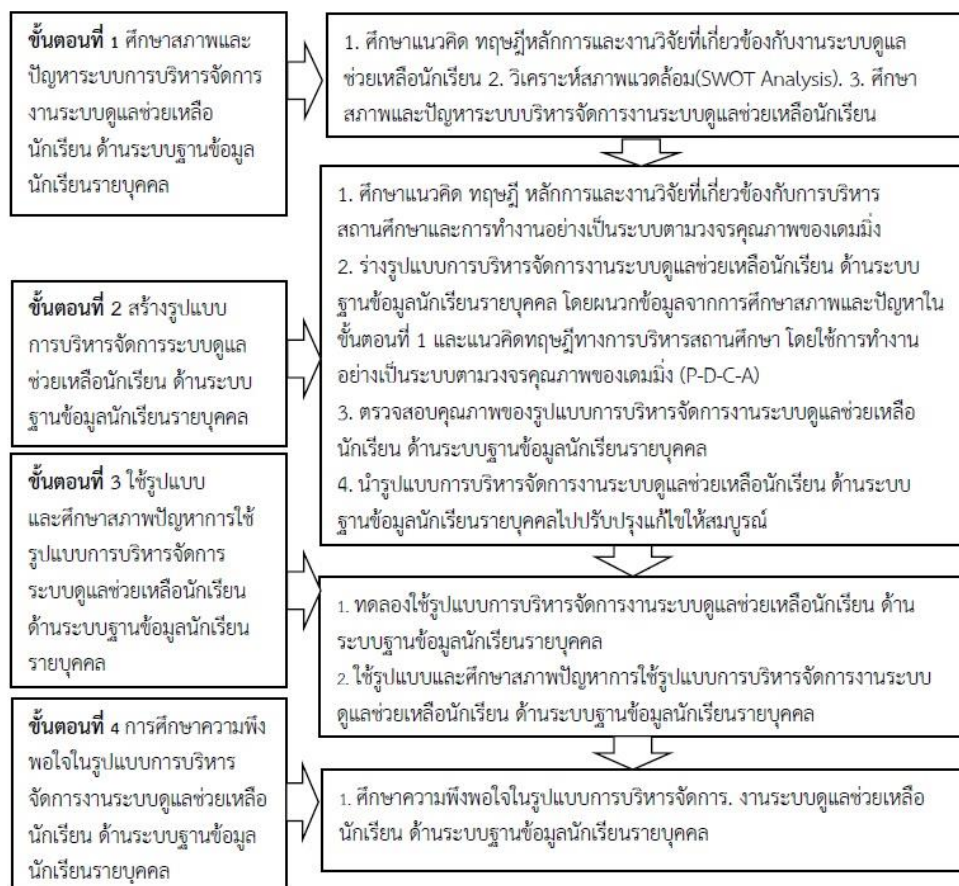 ขั้นตอนที่ 1 ศึกษาสภาพและ
ปัญหาระบบการบริหารจัดการ
งานระบบดูแลช่วยเหลือ
นักเรียน ด้านระบบฐานข้อมูล
นักเรียนรายบุคคล
1. ศึกษาแนวคิด ทฤษฎีหลักการและงานวิจัยที่เกี่ยวข้องกับงานระบบดูแล
ช่วยเหลือนักเรียน 2. วิเคราะห์สภาพแวดล้อม(SWOT Analysis). 3. ศึกษา
สภาพและปัญหาระบบบริหารจัดการงานระบบดูแลช่วยเหลือนักเรียน
ขั้นตอนที่ 2 สร้างรูปแบบ
การบริหารจัดการระบบดูแล
ช่วยเหลือนักเรียน ด้านระบบ
ฐานข้อมูลนักเรียนรายบุคคล
1. ศึกษาแนวคิด ทฤษฎี หลักการและงานวิจัยที่เกี่ยวข้องกับการบริหาร
สถานศึกษาและการทำงานอย่างเป็นระบบตามวงจรคุณภาพของเดมมิ่ง
2. ร่างรูปแบบการบริหารจัดการงานระบบดูแลช่วยเหลือนักเรียน ด้านระบบ
ฐานข้อมูลนักเรียนรายบุคคล โดยผนวกข้อมูลจากการศึกษาสภาพและปัญหาใน
ขั้นตอนที่ 1 และแนวคิดทฤษฎีทางการบริหารสถานศึกษา โดยใช้การทำงาน
อย่างเป็นระบบตามวงจรคุณภาพของเดมมิ่ง (P-D-C-A)
3. ตรวจสอบคุณภาพของรูปแบบการบริหารจัดการงานระบบดูแลช่วยเหลือ
นักเรียน ด้านระบบฐานข้อมูลนักเรียนรายบุคคล
4. นำรูปแบบการบริหารจัดการงานระบบดูแลช่วยเหลือนักเรียน ด้านระบบ
ฐานข้อมูลนักเรียนรายบุคคลไปปรับปรุงแก้ไขให้สมบูรณ์
ขั้นตอนที่ 3 ใช้รูปแบบ
และศึกษาสภาพปัญหาการใช้
รูปแบบการบริหารจัดการ
ระบบดูแลช่วยเหลือนักเรียน
ด้านระบบฐานข้อมูลนักเรียน
รายบุคคล
1. ทดลองใช้รูปแบบการบริหารจัดการงานระบบดูแลช่วยเหลือนักเรียน ด้าน
ระบบฐานข้อมูลนักเรียนรายบุคคล
2. ใช้รูปแบบและศึกษาสภาพปัญหาการใช้รูปแบบการบริหารจัดการงานระบบ
ดูแลช่วยเหลือนักเรียน ด้านระบบฐานข้อมูลนักเรียนรายบุคคล
ขั้นตอนที่ 4 การศึกษาความพึง
พอใจในรูปแบบการบริหาร
จัดการงานระบบดูแลช่วยเหลือ
นักเรียน ด้านระบบฐานข้อมูล
นักเรียนรายบุคคล
1. ศึกษาความพึงพอใจในรูปแบบการบริหารจัดการ. งานระบบดูแลช่วยเหลือ
นักเรียน ด้านระบบฐานข้อมูลนักเรียนรายบุคคล